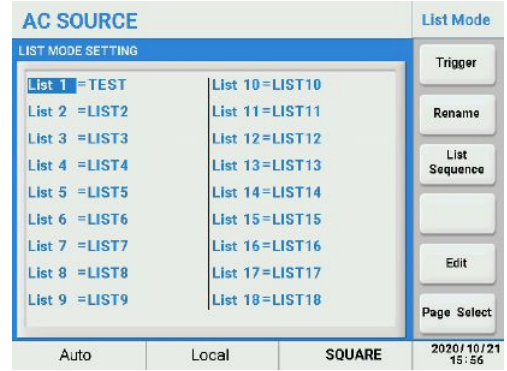 AC SOURCE
List Mode
LIST MODE SETTING
List 1 =TEST
List 2 =LIST2
List 3 =LIST3
List 4 =LIST4
List 5 =LIST5
List 6 =LIST6
List 7 =LIST7
List 8 =LIST8
List 9 =LIST9
List 10=LIST10
List 11=LIST11
List 12=LIST12
List 13=LIST13
List 14=LIST14
List 15=LIST15
List 16=LIST16
List 17=LIST17
List 18=LIST18
Trigger
Rename
List
Sequence
Edit
Page Select
Auto
Local
SQUARE
2020/10/21
15:56